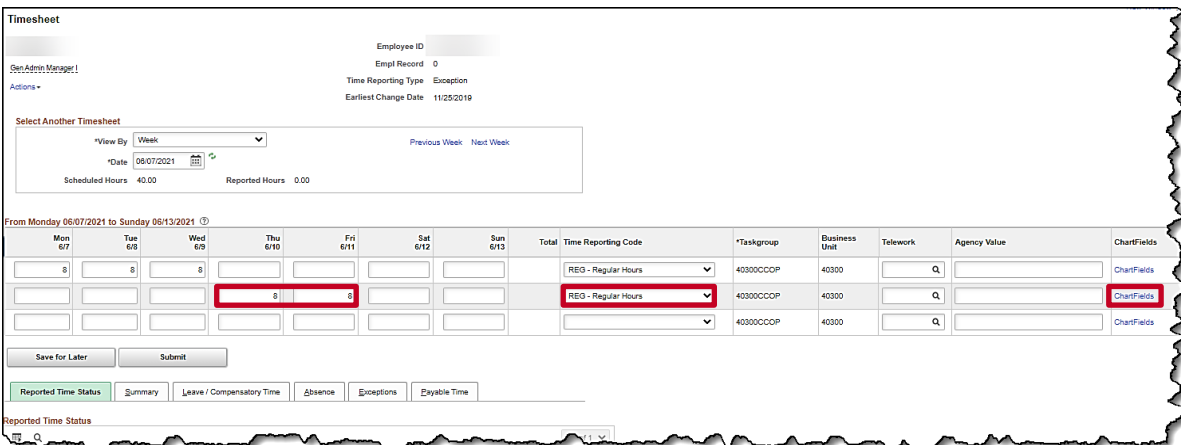 Timesheet
Employee ID
Gen Admin Manager I
Empl Record 0
Actions
Time Reporting Type Exception
Earliest Change Date 11/25/2019
Select Another Timesheet
*View By Week
Previous Week Next Week
*Date 06/07/2021
Scheduled Hours 40.00 Reported Hours 0.00
From Monday 06/07/2021 to Sunday 06/13/2021
Mon 6/7 Tue 6/8 Wed 6/9 Thu 6/10 Fri 6/11 Sat 6/12 Sun 6/13 Total Time Reporting Code *Taskgroup Business Unit Telework Agency Value ChartFields
8 8 8 REG - Regular Hours 40300CCOP 40300 ChartFields
8 8 REG - Regular Hours 40300CCOP 40300 ChartFields
40300CCOP 40300 ChartFields
Save for Later Submit
Reported Time Status Summary Leave / Compensatory Time Absence Exceptions Payable Time
Reported Time Status